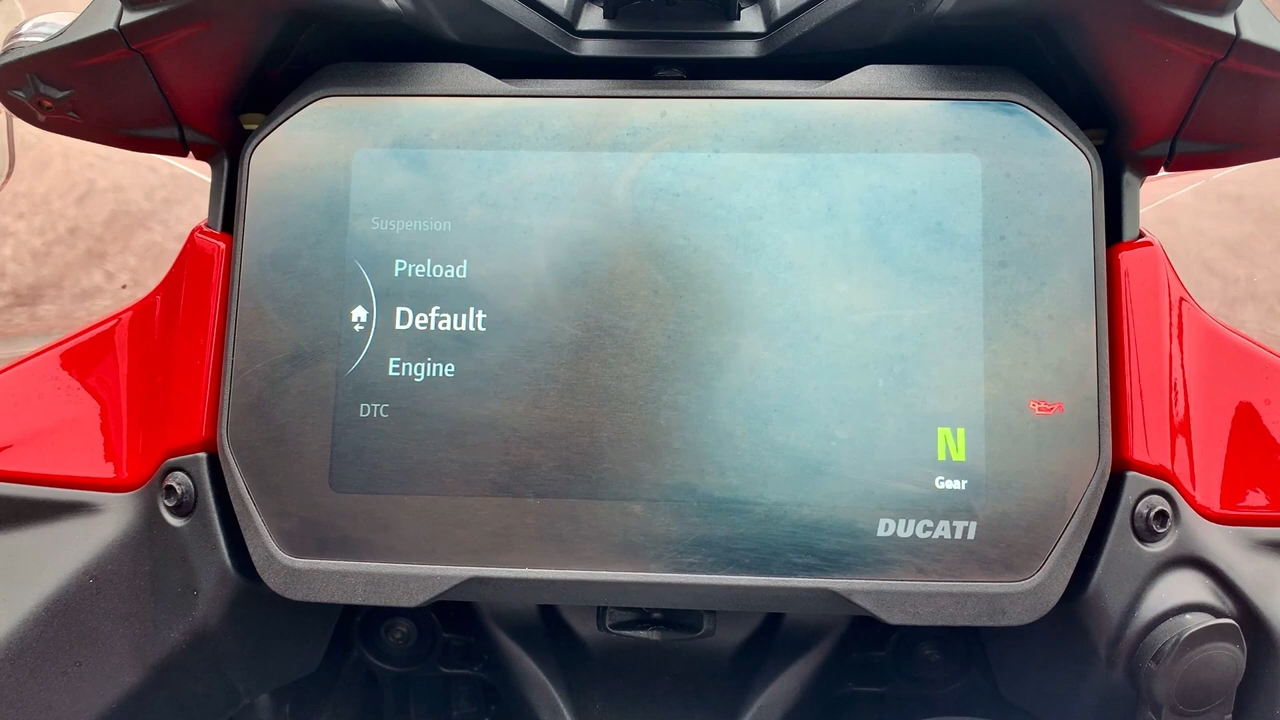 Suspension
Preload
Default
Engine
DTC
N
Gear
DUCATI